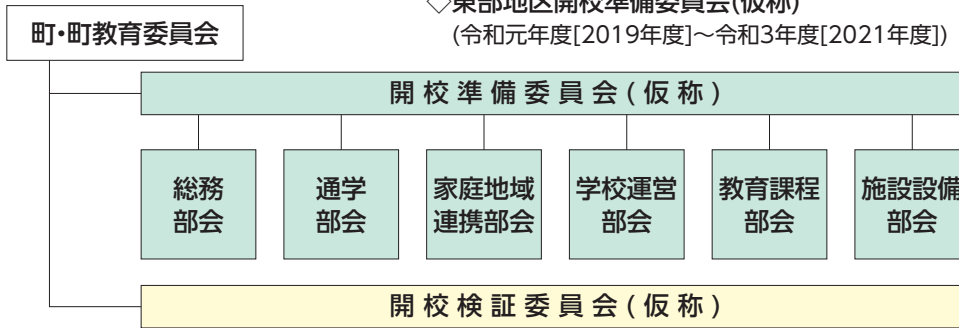 ◇東部地区開校準備委員会(仮称)
(令和元年度[2019年度]～令和3年度[2021年度])
町・町教育委員会
開校準備委員会(仮称)
総務
部会
通学
部会
家庭地域
連携部会
学校運営
部会
教育課程
部会
施設設備
部会
開校検証委員会(仮称)